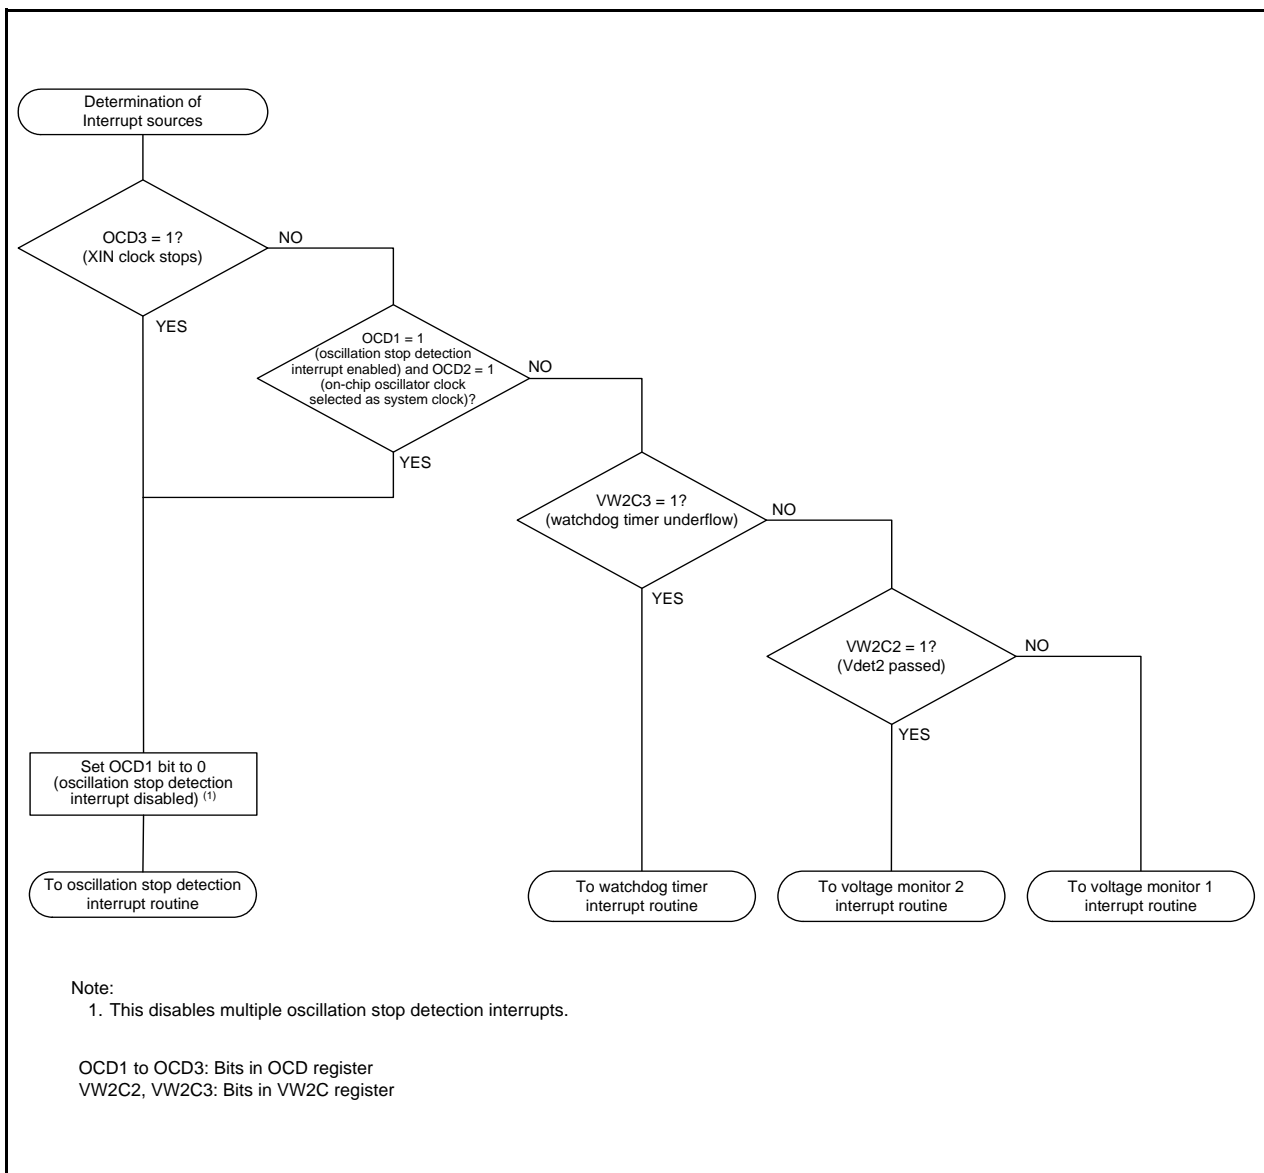 Determination of
Interrupt sources
OCD3 = 1?
(XIN clock stops)
NO
YES
OCD1 = 1
(oscillation stop detection
interrupt enabled) and OCD2 = 1
(on-chip oscillator clock
selected as system clock)?
NO
YES
VW2C3 = 1?
(watchdog timer underflow)
NO
YES
VW2C2 = 1?
(Vdet2 passed)
NO
YES
Set OCD1 bit to 0
(oscillation stop detection
interrupt disabled) (1)
To oscillation stop detection
interrupt routine
To watchdog timer
interrupt routine
To voltage monitor 2
interrupt routine
To voltage monitor 1
interrupt routine
Note:
1. This disables multiple oscillation stop detection interrupts.
OCD1 to OCD3: Bits in OCD register
VW2C2, VW2C3: Bits in VW2C register